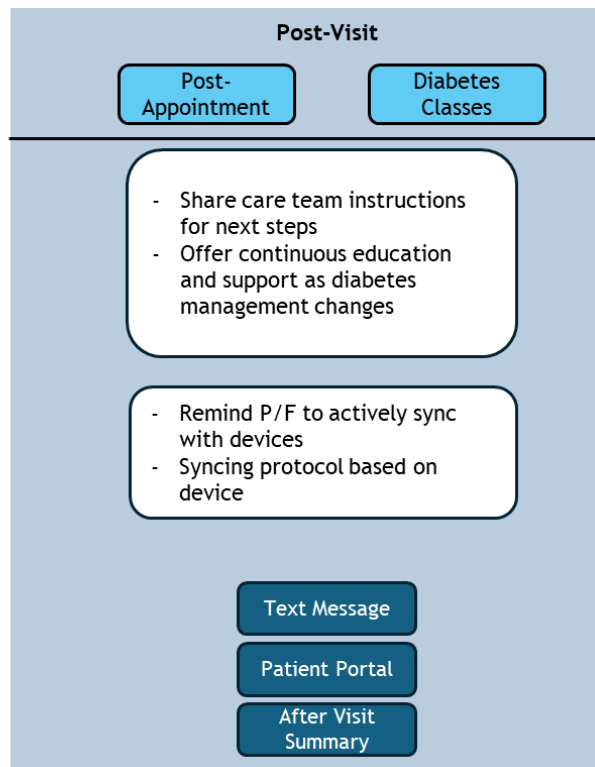 Post-Visit
Post-
Appointment
Diabetes
Classes
- Share care team instructions
for next steps
- Offer continuous education
and support as diabetes
management changes
- Remind P/F to actively sync
with devices
- Syncing protocol based on
device
Text Message
Patient Portal
After Visit
Summary